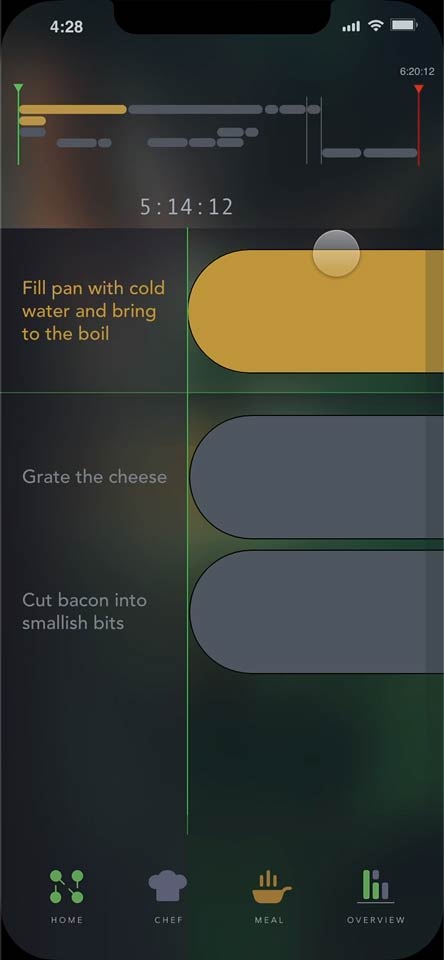 4:28
6:20:12
5:14:12
Fill pan with cold
water and bring
to the boil
Grate the cheese
Cut bacon into
smallish bits
HOME
CHEF
MEAL
OVERVIEW